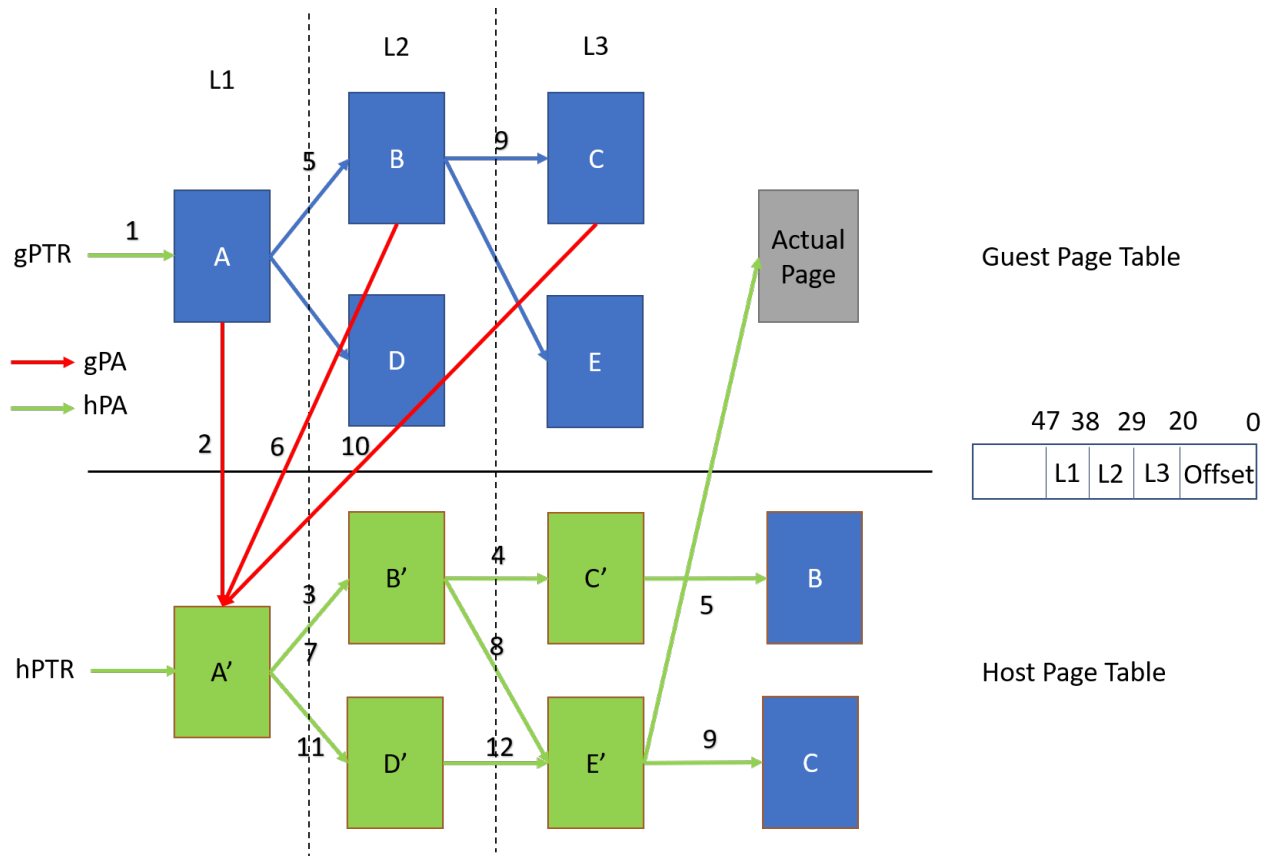 L1
L2
L3
gPTR
1
A
5
B
9
C
D
E
Actual
Page
Guest Page Table
gPA
hPA
2
6
10
47 38 29 20 0
L1 L2 L3 Offset
hPTR
A’
3
7
11
B’
D’
4
8
12
C’
E’
5
9
B
C
Host Page Table